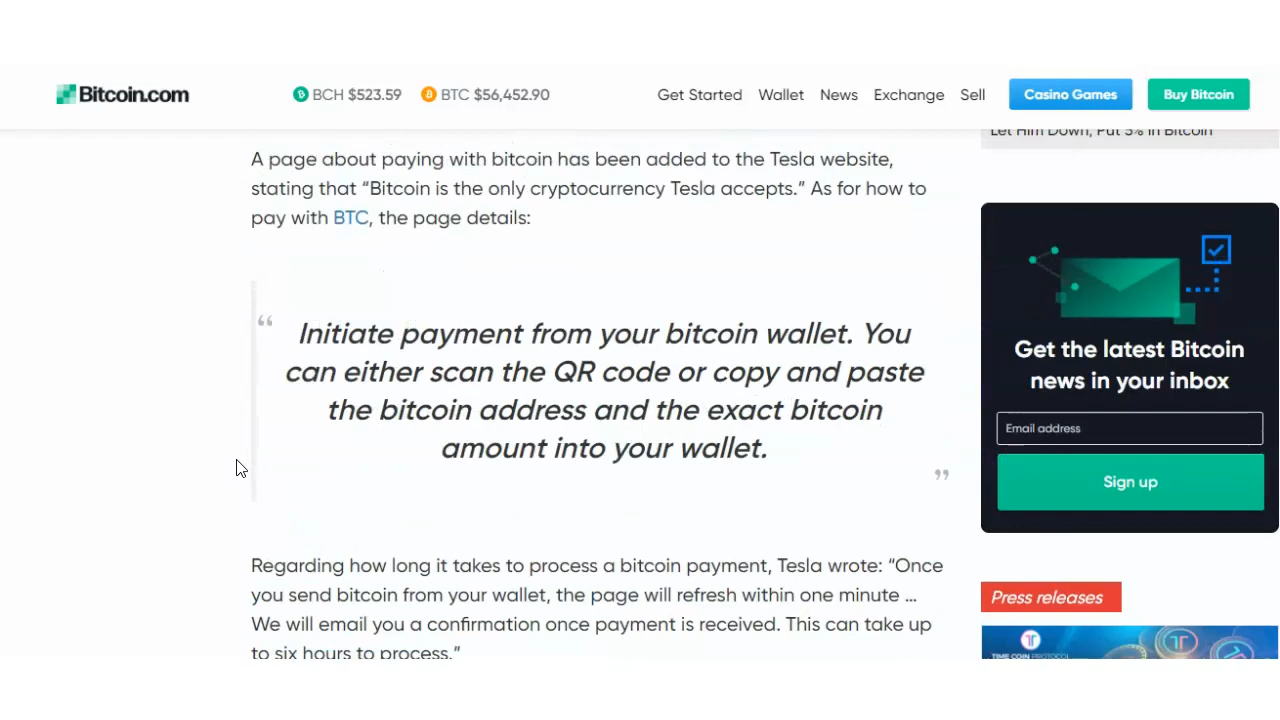 Bitcoin.com
BCH $523.59
BTC $56,452.90
Get Started
Wallet
News
Exchange
Sell
Casino Games
Buy Bitcoin
Let Him Down, Put 5% in Bitcoin
A page about paying with bitcoin has been added to the Tesla website,
stating that “Bitcoin is the only cryptocurrency Tesla accepts.” As for how to
pay with BTC, the page details:
“
Initiate payment from your bitcoin wallet. You
can either scan the QR code or copy and paste
the bitcoin address and the exact bitcoin
amount into your wallet.
”
Regarding how long it takes to process a bitcoin payment, Tesla wrote: “Once
you send bitcoin from your wallet, the page will refresh within one minute …
We will email you a confirmation once payment is received. This can take up
to six hours to process.”
Get the latest Bitcoin
news in your inbox
Email address
Sign up
Press releases
TIME COIN PROTOCOL